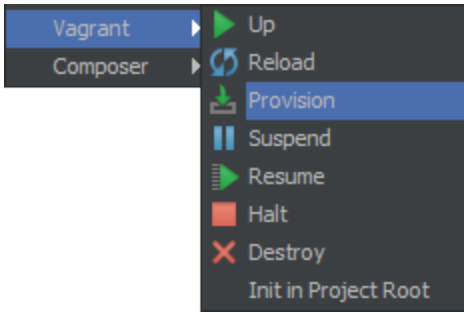 Vagrant
Composer
Up
Reload
Provision
Suspend
Resume
Halt
Destroy
Init in Project Root